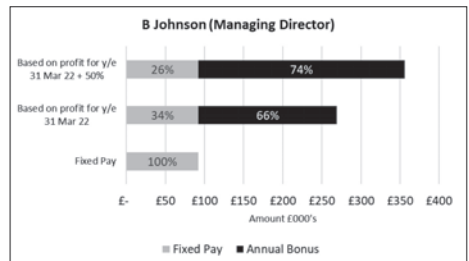 B Johnson (Managing Director)
Based on profit for y/e
31 Mar 22 + 50%
26%
74%
Based on profit for y/e
31 Mar 22
34%
66%
Fixed Pay
100%
£- £50 £100 £150 £200 £250 £300 £350 £400
Amount £000's
Fixed Pay Annual Bonus